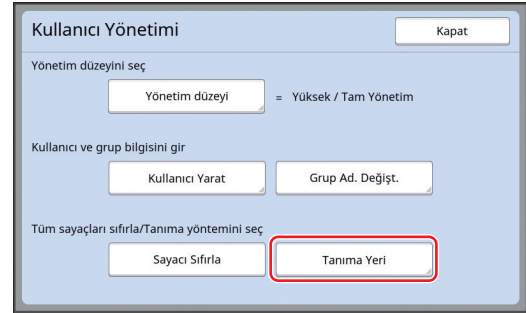 Kullanıcı Yönetimi
Kapat
Yönetim düzeyini seç
Yönetim düzeyi = Yüksek / Tam Yönetim
Kullanıcı ve grup bilgisini gir
Kullanıcı Yarat Grup Ad. Değişt.
Tüm sayaçları sıfırla/Tanıma yöntemini seç
Sayacı Sıfırla Tanıma Yeri